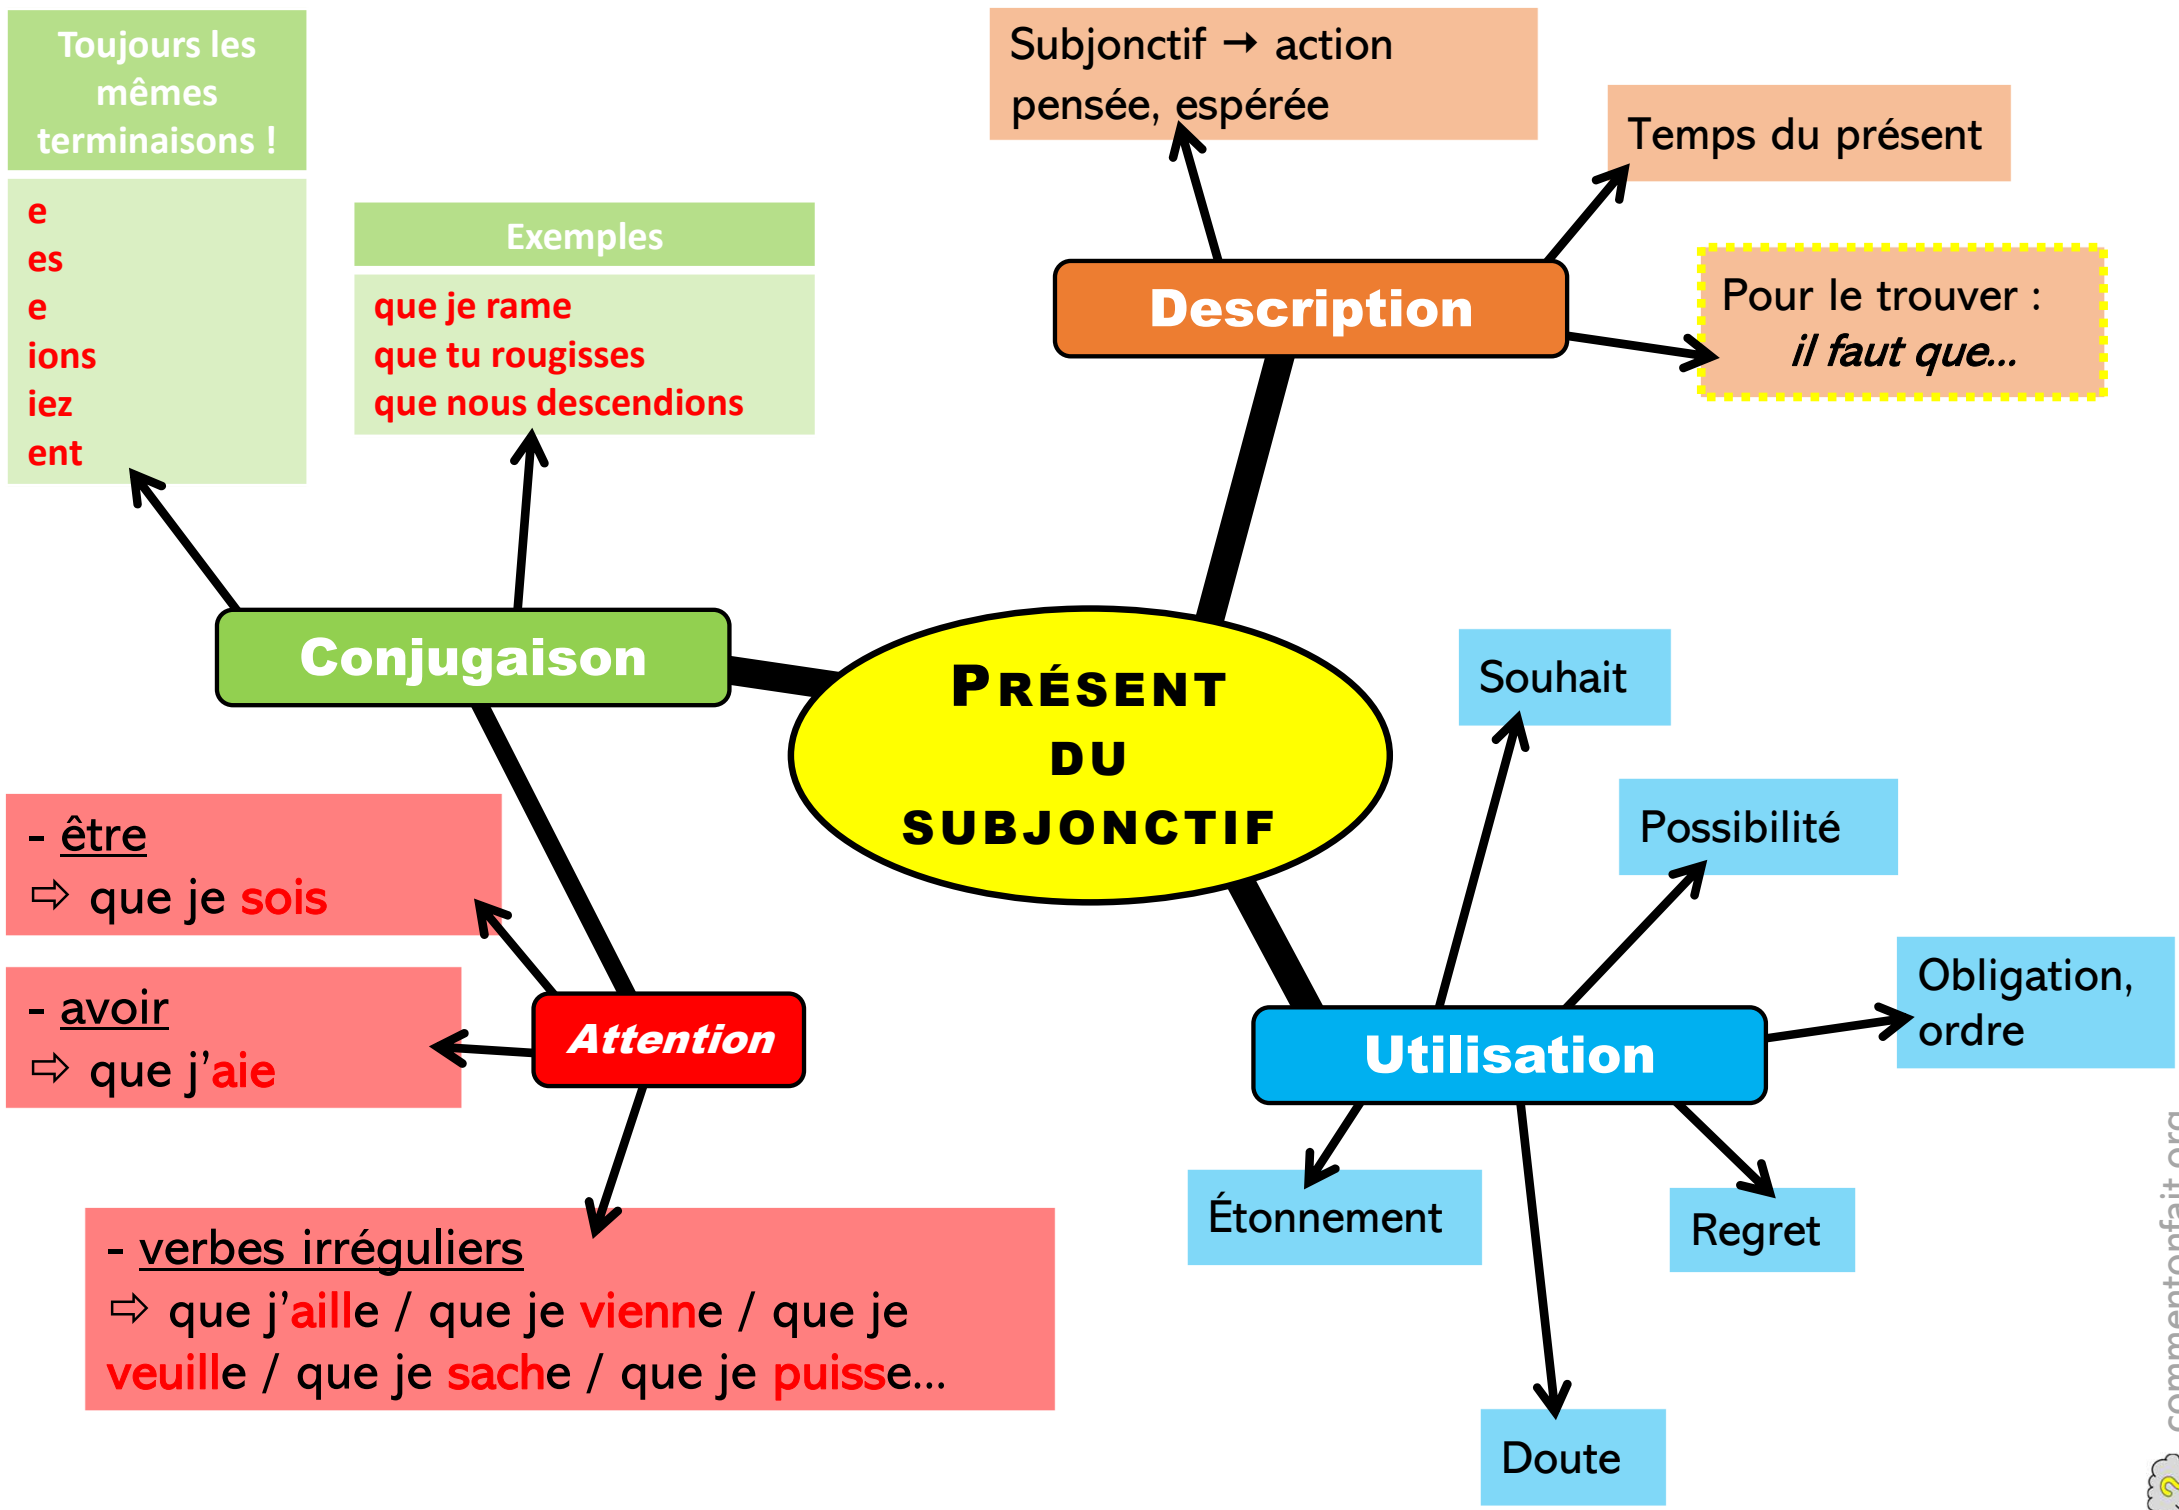 Toujours les
mêmes
terminaisons !
e
es
e
ions
iez
ent
Exemples
que je rame
que tu rougisses
que nous descendions
Subjonctif → action
pensée, espérée
Temps du présent
Pour le trouver :
il faut que...
Description
Conjugaison
PRÉSENT
DU
SUBJONCTIF
Souhait
Possibilité
Obligation,
ordre
Utilisation
Étonnement
Regret
Doute
- être
⇨ que je sois
- avoir
⇨ que j'aie
Attention
- verbes irréguliers
⇨ que j'aille / que je vienne / que je
veuille / que je sache / que je puisse...
commentonfait.org
?